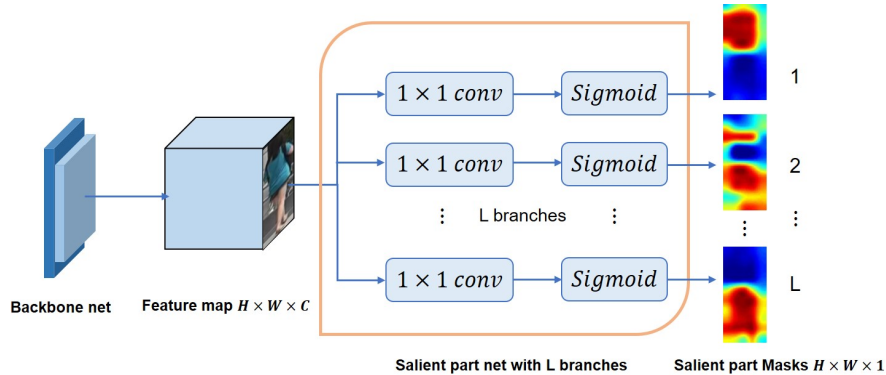 1 × 1 conv
Sigmoid
1
1 × 1 conv
Sigmoid
2
⋮ L branches ⋮
⋮ ⋮
1 × 1 conv
Sigmoid
L
Backbone net
Feature map H × W × C
Salient part net with L branches
Salient part Masks H × W × 1